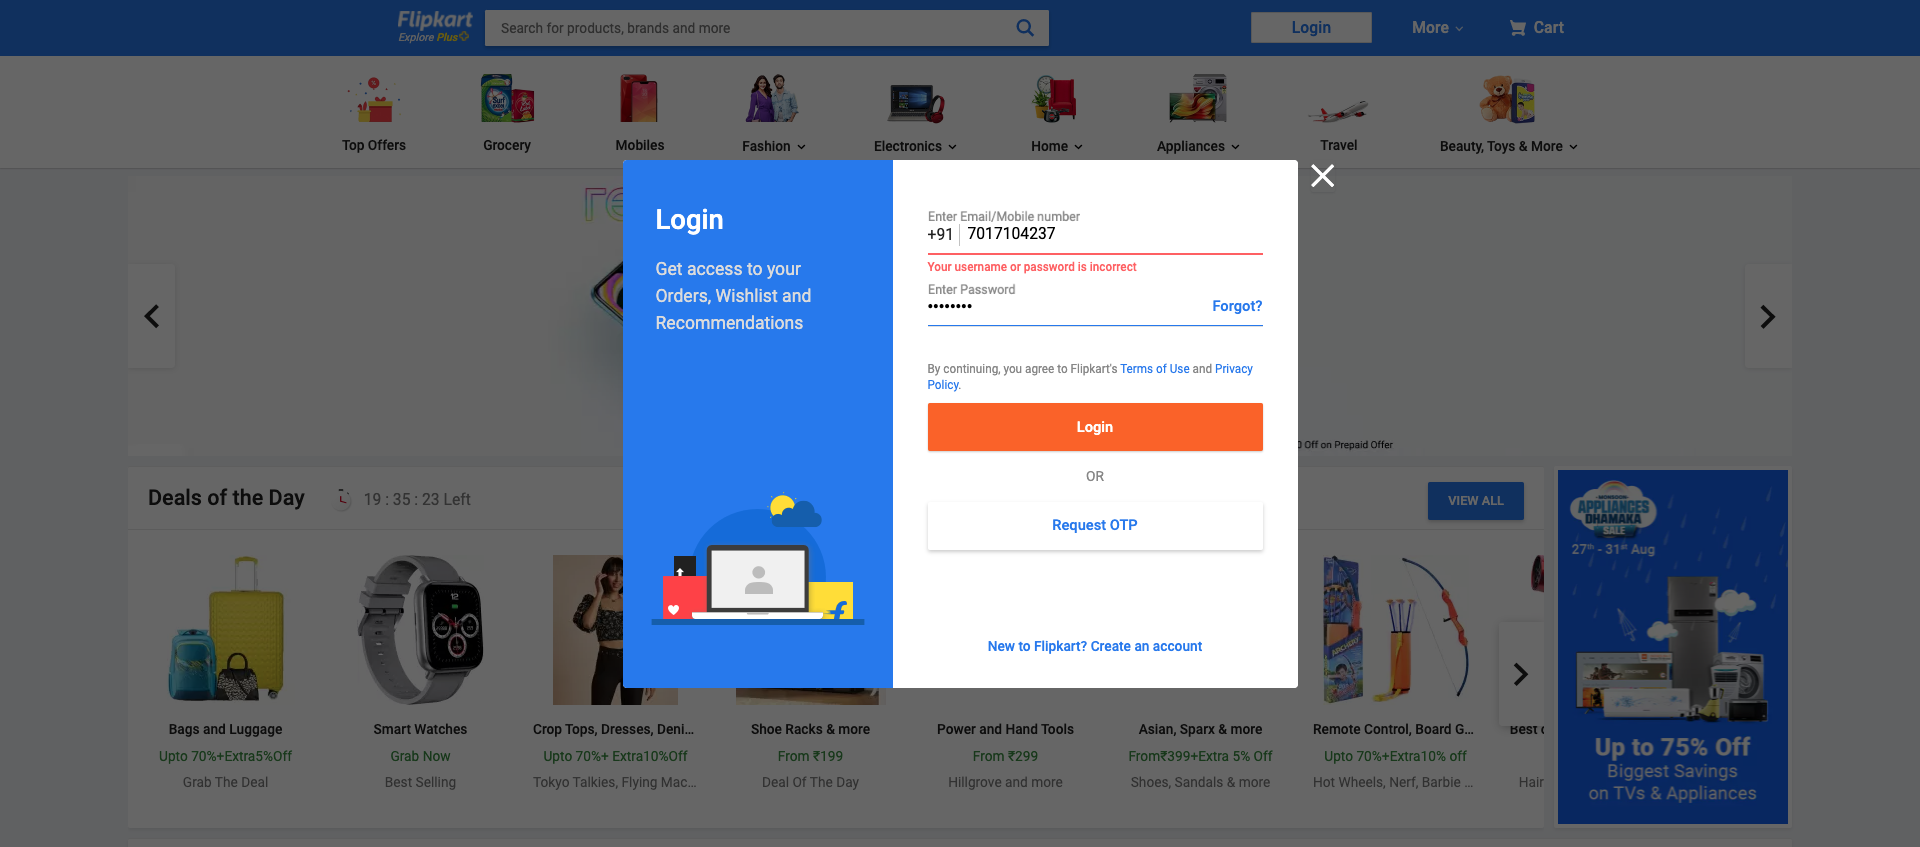 Flipkart
Explore Plus
Search for products, brands and more
Login
More
Cart
Top Offers
Grocery
Mobiles
Fashion
Electronics
Home
Appliances
Travel
Beauty, Toys & More
Login
Get access to your
Orders, Wishlist and
Recommendations
Enter Email/Mobile number
+91 7017104237
Your username or password is incorrect
Enter Password
Forgot?
By continuing, you agree to Flipkart's Terms of Use and Privacy
Policy.
Login
OR
Request OTP
New to Flipkart? Create an account
Off on Prepaid Offer
Deals of the Day
19 : 35 : 23 Left
VIEW ALL
Bags and Luggage
Upto 70%+Extra5%Off
Grab The Deal
Smart Watches
Grab Now
Best Selling
Crop Tops, Dresses, Deni...
Upto 70%+ Extra10%Off
Tokyo Talkies, Flying Mac...
Shoe Racks & more
From ₹199
Deal Of The Day
Power and Hand Tools
From ₹299
Hillgrove and more
Asian, Sparx & more
From₹399+Extra 5% Off
Shoes, Sandals & more
Remote Control, Board G...
Upto 70%+Extra10% off
Hot Wheels, Nerf, Barbie ...
Best
Hair
MONSOON
APPLIANCES
DHAMAKA
SALE
27th - 31st Aug
Up to 75% Off
Biggest Savings
on TVs & Appliances